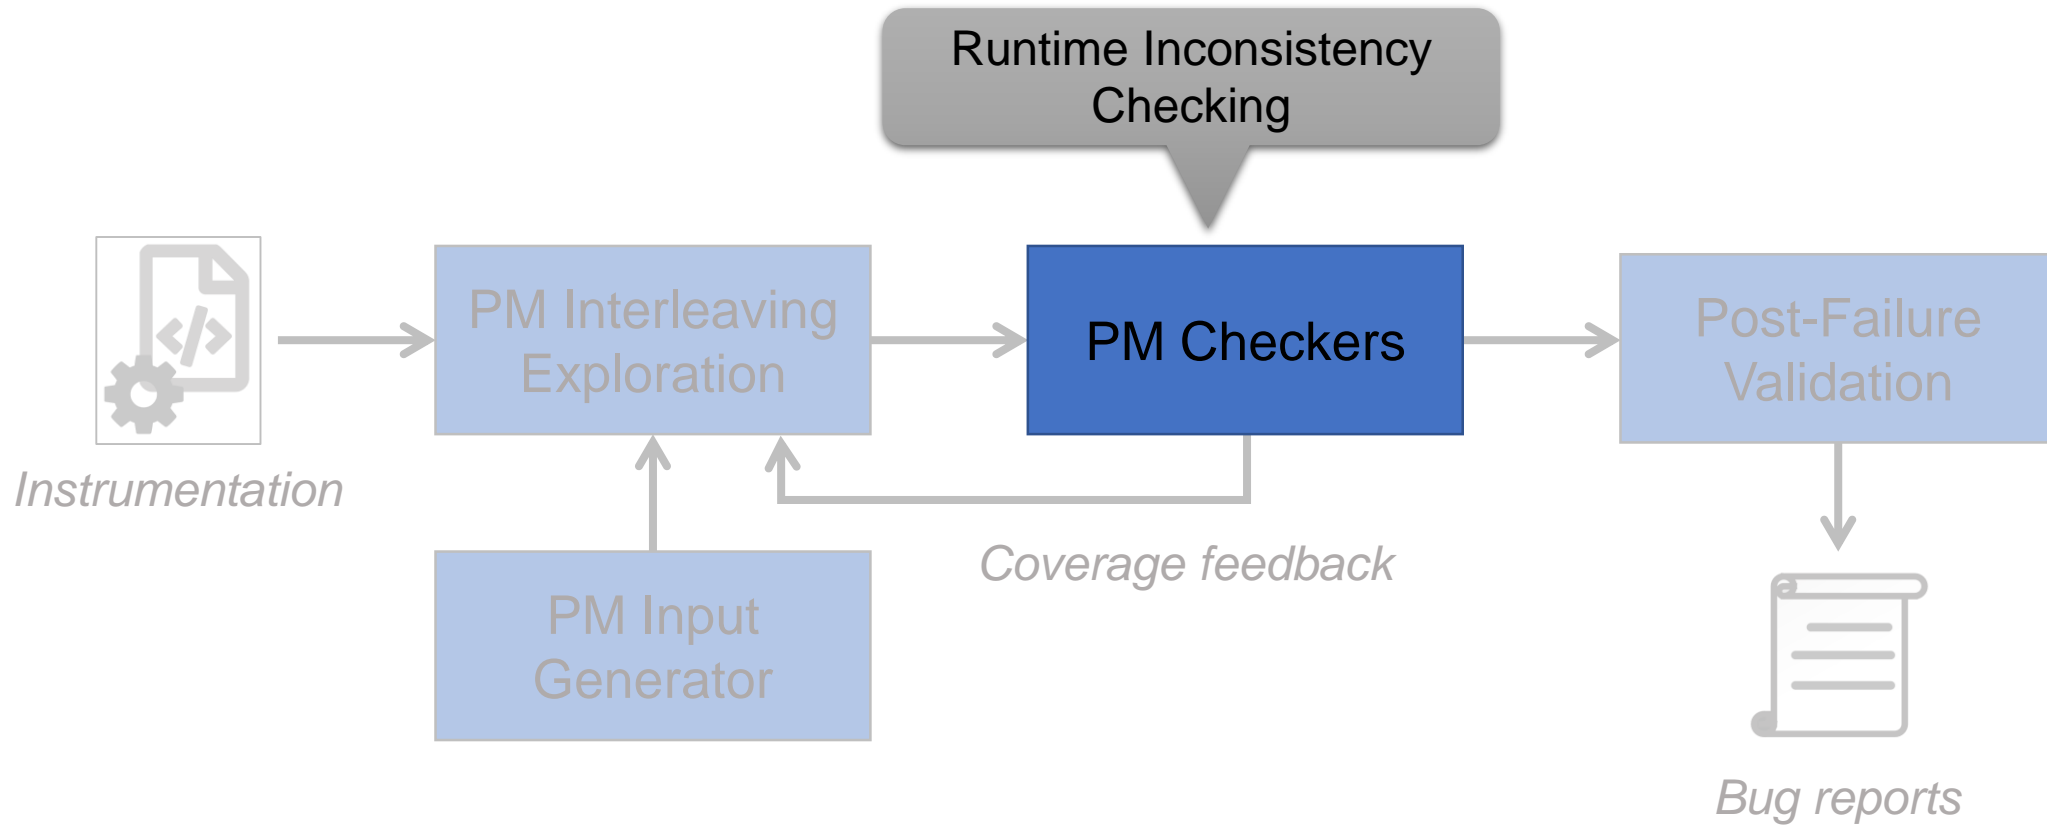 Runtime Inconsistency
Checking
Instrumentation
PM Interleaving
Exploration
PM Checkers
Post-Failure
Validation
Coverage feedback
PM Input
Generator
Bug reports